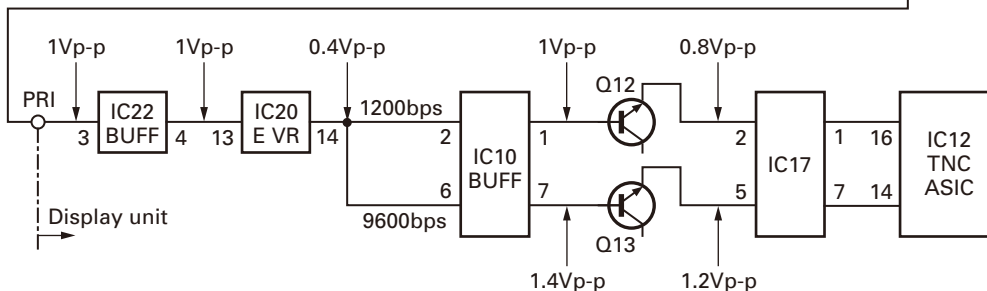 1Vp-p 1Vp-p 0.4Vp-p 1Vp-p 0.8Vp-p
Q12
PRI
IC22
BUFF
3 4
IC20
E VR
13 14
1200bps
9600bps
IC10
BUFF
2 1
6 7
Q13
IC17
2 1
5 7
16
14
IC12
TNC
ASIC
Display unit
1.4Vp-p 1.2Vp-p